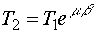 T₂ = T₁e^{μβ}